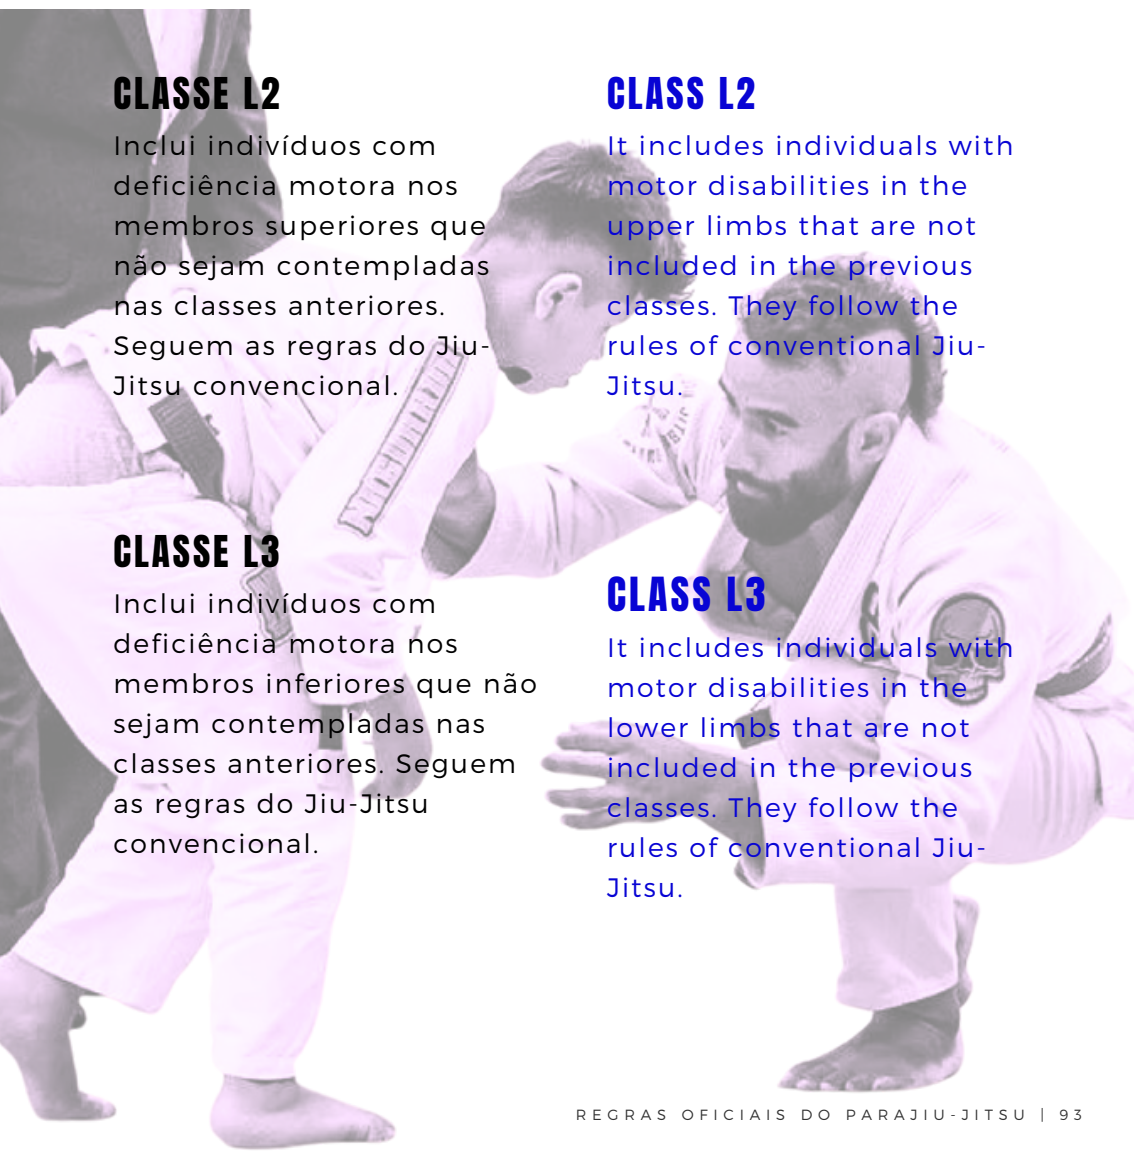 CLASSE L2
Inclui indivíduos com
deficiência motora nos
membros superiores que
não sejam contempladas
nas classes anteriores.
Seguem as regras do Jiu-
Jitsu convencional.
CLASSE L3
Inclui indivíduos com
deficiência motora nos
membros inferiores que não
sejam contempladas nas
classes anteriores. Seguem
as regras do Jiu-Jitsu
convencional.
CLASS L2
It includes individuals with
motor disabilities in the
upper limbs that are not
included in the previous
classes. They follow the
rules of conventional Jiu-
Jitsu.
CLASS L3
It includes individuals with
motor disabilities in the
lower limbs that are not
included in the previous
classes. They follow the
rules of conventional Jiu-
Jitsu.
REGRAS OFICIAIS DO PARAJIU-JITSU | 93